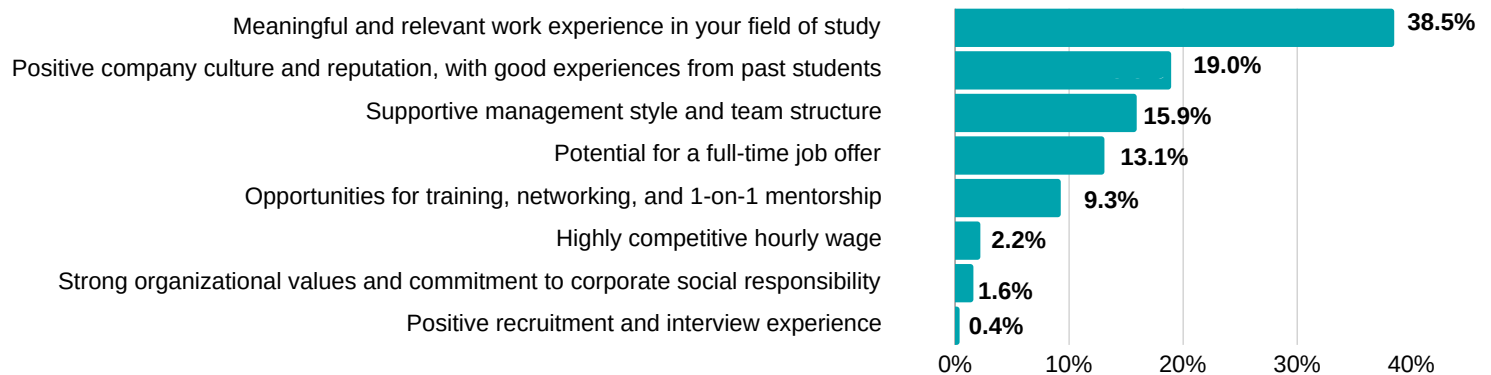 Meaningful and relevant work experience in your field of study 38.5%
Positive company culture and reputation, with good experiences from past students 19.0%
Supportive management style and team structure 15.9%
Potential for a full-time job offer 13.1%
Opportunities for training, networking, and 1-on-1 mentorship 9.3%
Highly competitive hourly wage 2.2%
Strong organizational values and commitment to corporate social responsibility 1.6%
Positive recruitment and interview experience 0.4%
0% 10% 20% 30% 40%